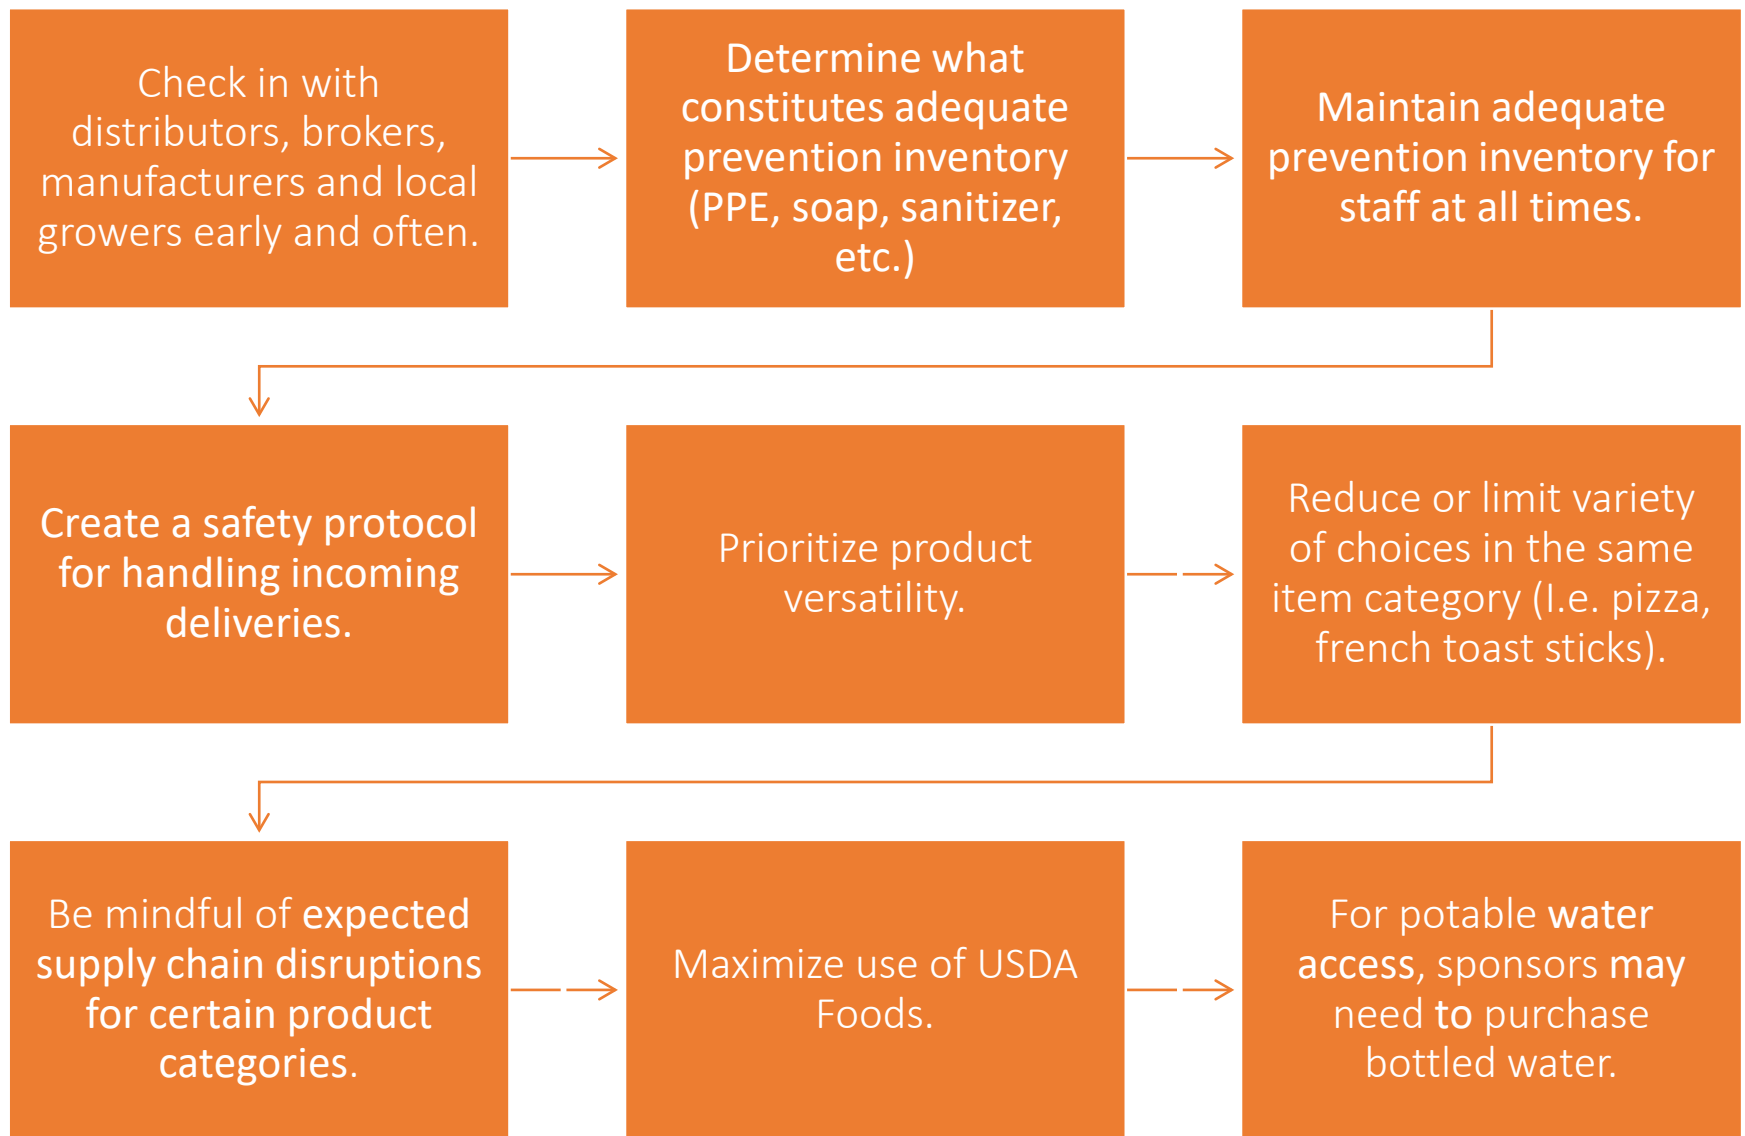 Check in with
distributors, brokers,
manufacturers and local
growers early and often.
Determine what
constitutes adequate
prevention inventory
(PPE, soap, sanitizer,
etc.)
Maintain adequate
prevention inventory for
staff at all times.
Create a safety protocol
for handling incoming
deliveries.
Prioritize product
versatility.
Reduce or limit variety
of choices in the same
item category (I.e. pizza,
french toast sticks).
Be mindful of expected
supply chain disruptions
for certain product
categories.
Maximize use of USDA
Foods.
For potable water
access, sponsors may
need to purchase
bottled water.